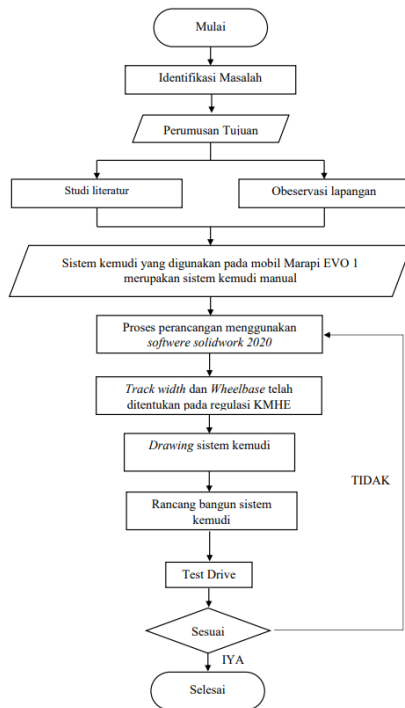 Mulai
Identifikasi Masalah
Perumusan Tujuan
Studi literatur
Obeservasi lapangan
Sistem kemudi yang digunakan pada mobil Marapi EVO 1
merupakan sistem kemudi manual
Proses perancangan menggunakan
softwere solidwork 2020
Track width dan Wheelbase telah
ditentukan pada regulasi KMHE
Drawing sistem kemudi
TIDAK
Rancang bangun sistem
kemudi
Test Drive
Sesuai
IYA
Selesai